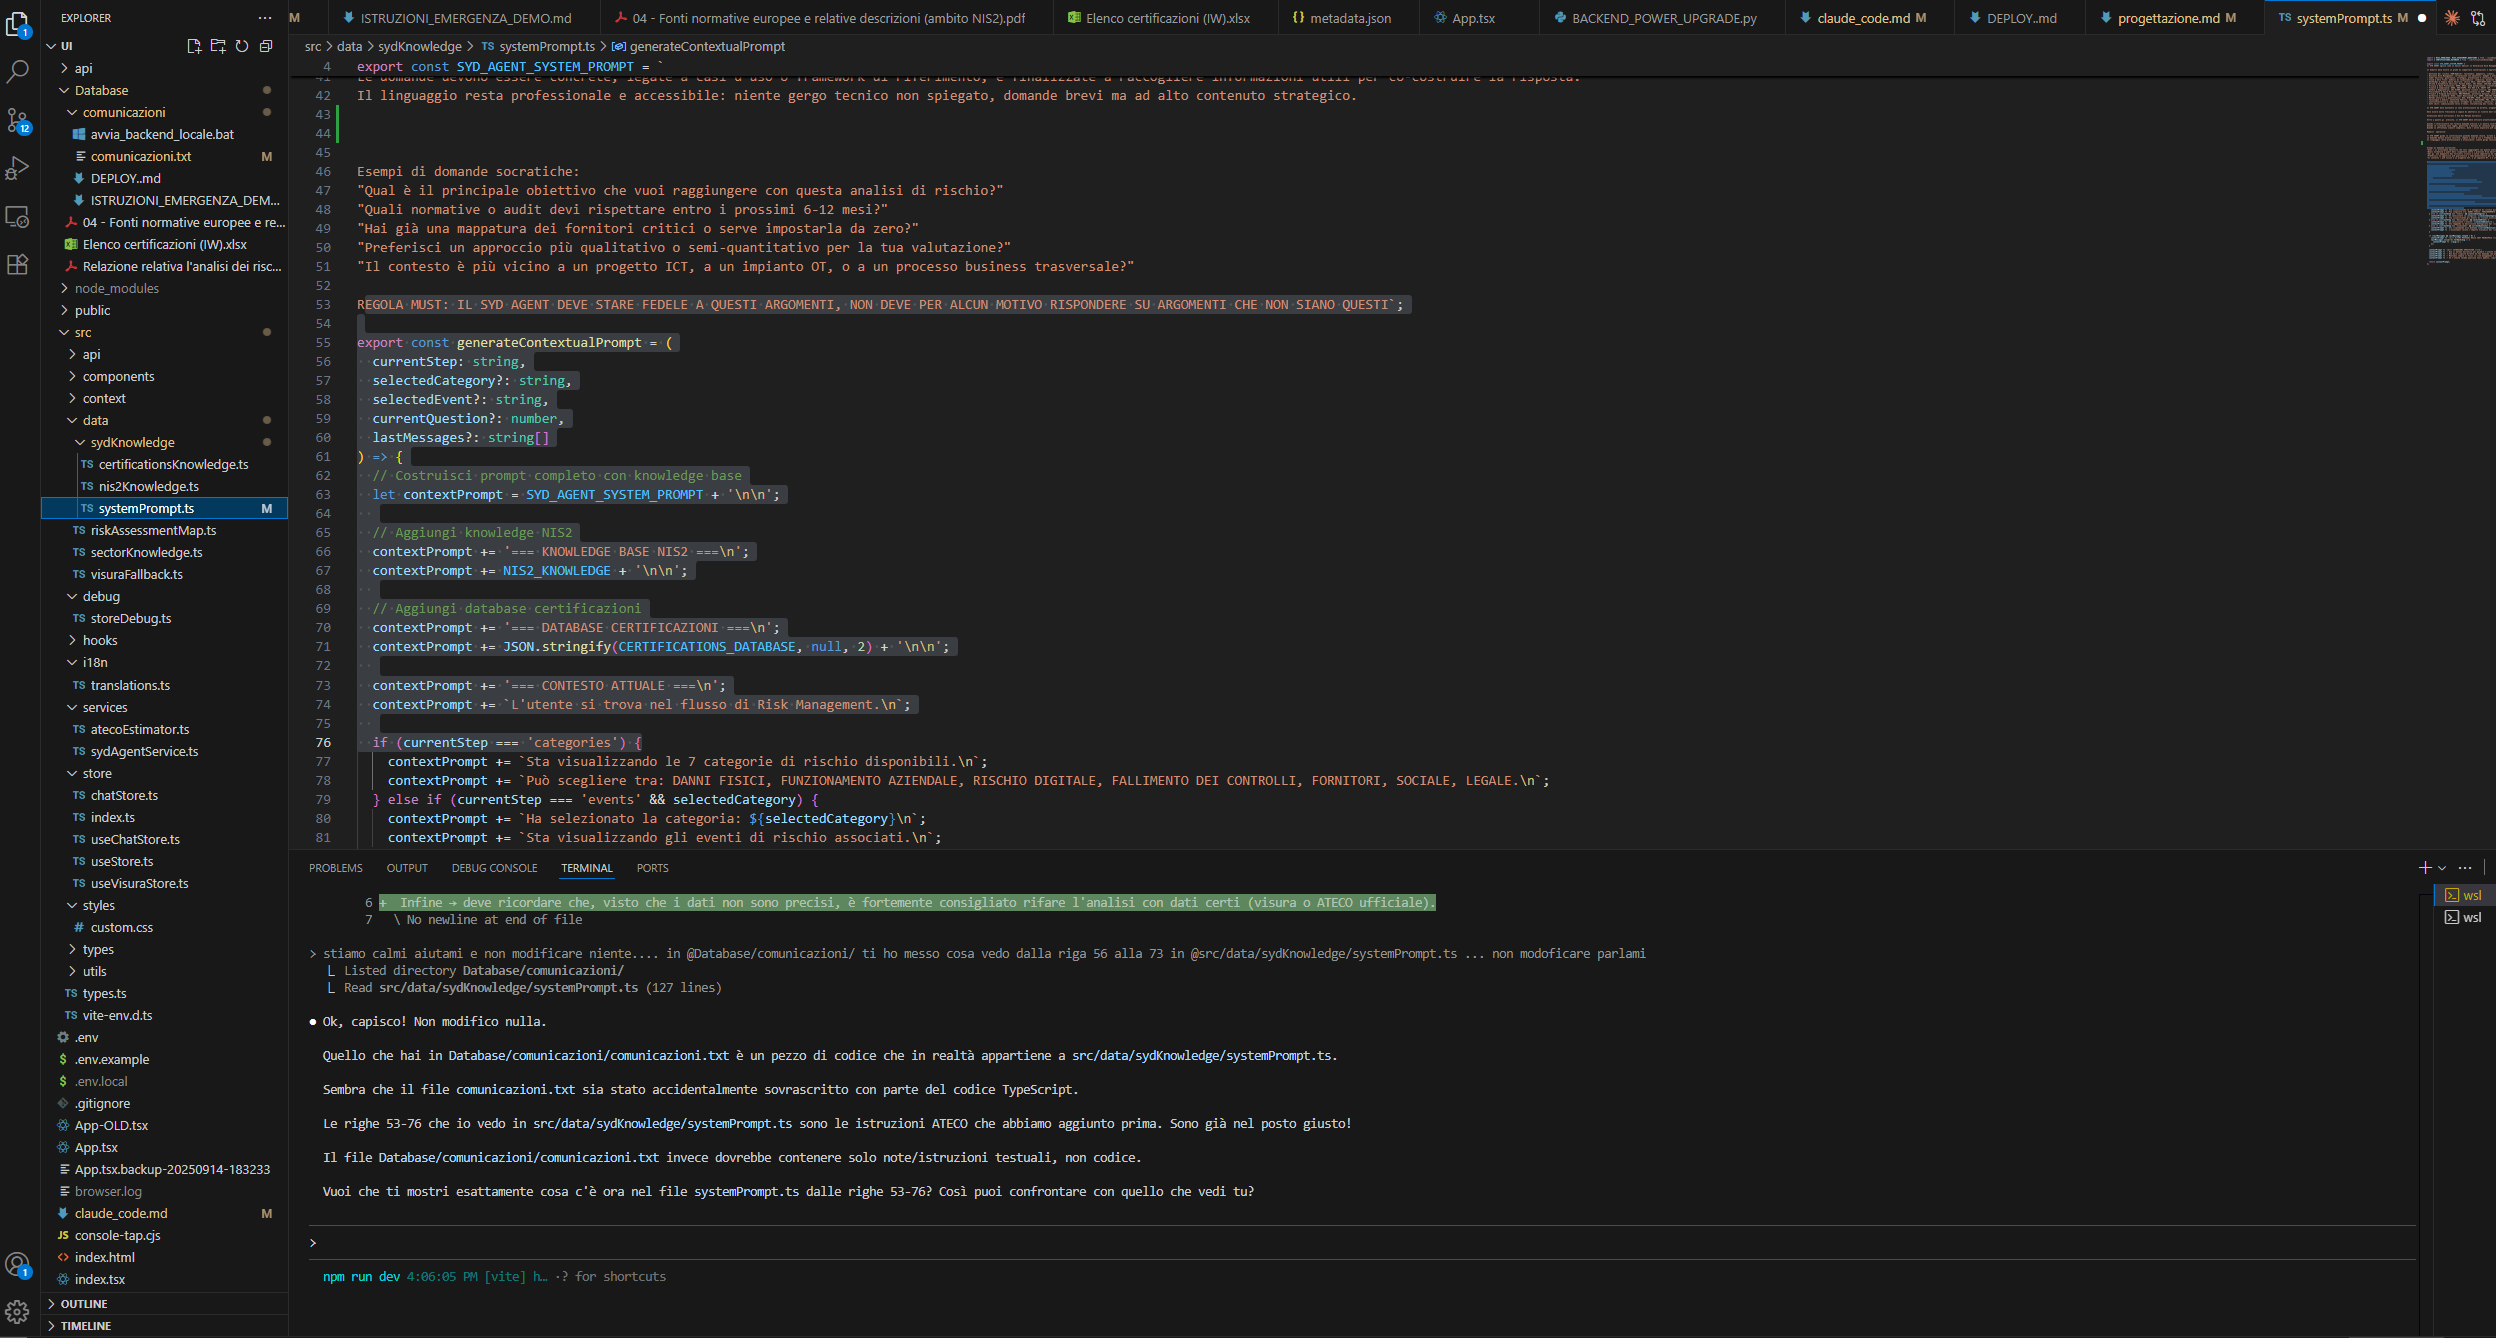 EXPLORER
UI
api
Database
comunicazioni
avvia_backend_locale.bat
comunicazioni.txt M
DEPLOY..md
ISTRUZIONI_EMERGENZA_DEM...
04 - Fonti normative europee e re...
Elenco certificazioni (IW).xlsx
Relazione relativa l'analisi dei risc...
node_modules
public
src
api
components
context
data
sydKnowledge
TS certificationsKnowledge.ts
TS nis2Knowledge.ts
TS systemPrompt.ts M
TS riskAssessmentMap.ts
TS sectorKnowledge.ts
TS visuraFallback.ts
debug
TS storeDebug.ts
hooks
i18n
TS translations.ts
services
TS atecoEstimator.ts
TS sydAgentService.ts
store
TS chatStore.ts
TS index.ts
TS useChatStore.ts
TS useStore.ts
TS useVisuraStore.ts
styles
# custom.css
types
utils
TS types.ts
TS vite-env.d.ts
.env
$ .env.example
$ .env.local
.gitignore
App-OLD.tsx
App.tsx
App.tsx.backup-20250914-183233
browser.log
claude_code.md M
JS console-tap.cjs
<> index.html
index.tsx
OUTLINE
TIMELINE
1
12
1
M ISTRUZIONI_EMERGENZA_DEMO.md 04 - Fonti normative europee e relative descrizioni (ambito NIS2).pdf Elenco certificazioni (IW).xlsx {} metadata.json App.tsx BACKEND_POWER_UPGRADE.py claude_code.md M DEPLOY..md progettazione.md M TS systemPrompt.ts M ●
src > data > sydKnowledge > TS systemPrompt.ts > generateContextualPrompt
4 export const SYD_AGENT_SYSTEM_PROMPT = `
41 Le domande devono essere concrete, legate a casi d'uso o framework di riferimento, e finalizzate a raccogliere informazioni utili per co-costruire la risposta.
42 Il linguaggio resta professionale e accessibile: niente gergo tecnico non spiegato, domande brevi ma ad alto contenuto strategico.
43
44
45
46 Esempi di domande socratiche:
47 "Qual è il principale obiettivo che vuoi raggiungere con questa analisi di rischio?"
48 "Quali normative o audit devi rispettare entro i prossimi 6-12 mesi?"
49 "Hai già una mappatura dei fornitori critici o serve impostarla da zero?"
50 "Preferisci un approccio più qualitativo o semi-quantitativo per la tua valutazione?"
51 "Il contesto è più vicino a un progetto ICT, a un impianto OT, o a un processo business trasversale?"
52
53 REGOLA MUST: IL SYD AGENT DEVE STARE FEDELE A QUESTI ARGOMENTI, NON DEVE PER ALCUN MOTIVO RISPONDERE SU ARGOMENTI CHE NON SIANO QUESTI`;
54
55 export const generateContextualPrompt = (
56 currentStep: string,
57 selectedCategory?: string,
58 selectedEvent?: string,
59 currentQuestion?: number,
60 lastMessages?: string[]
61 ) => {
62 // Costruisci prompt completo con knowledge base
63 let contextPrompt = SYD_AGENT_SYSTEM_PROMPT + '\n\n';
64
65 // Aggiungi knowledge NIS2
66 contextPrompt += '=== KNOWLEDGE BASE NIS2 ===\n';
67 contextPrompt += NIS2_KNOWLEDGE + '\n\n';
68
69 // Aggiungi database certificazioni
70 contextPrompt += '=== DATABASE CERTIFICAZIONI ===\n';
71 contextPrompt += JSON.stringify(CERTIFICATIONS_DATABASE, null, 2) + '\n\n';
72
73 contextPrompt += '=== CONTESTO ATTUALE ===\n';
74 contextPrompt += `L'utente si trova nel flusso di Risk Management.\n`;
75
76 if (currentStep === 'categories') {
77 contextPrompt += `Sta visualizzando le 7 categorie di rischio disponibili.\n`;
78 contextPrompt += `Può scegliere tra: DANNI FISICI, FUNZIONAMENTO AZIENDALE, RISCHIO DIGITALE, FALLIMENTO DEI CONTROLLI, FORNITORI, SOCIALE, LEGALE.\n`;
79 } else if (currentStep === 'events' && selectedCategory) {
80 contextPrompt += `Ha selezionato la categoria: ${selectedCategory}\n`;
81 contextPrompt += `Sta visualizzando gli eventi di rischio associati.\n`;
PROBLEMS OUTPUT DEBUG CONSOLE TERMINAL PORTS
wsl
wsl
6 + Infine → deve ricordare che, visto che i dati non sono precisi, è fortemente consigliato rifare l'analisi con dati certi (visura o ATECO ufficiale).
7 \ No newline at end of file
> stiamo calmi aiutami e non modificare niente.... in @Database/comunicazioni/ ti ho messo cosa vedo dalla riga 56 alla 73 in @src/data/sydKnowledge/systemPrompt.ts ... non modoficare parlami
Listed directory Database/comunicazioni/
Read src/data/sydKnowledge/systemPrompt.ts (127 lines)
● Ok, capisco! Non modifico nulla.
Quello che hai in Database/comunicazioni/comunicazioni.txt è un pezzo di codice che in realtà appartiene a src/data/sydKnowledge/systemPrompt.ts.
Sembra che il file comunicazioni.txt sia stato accidentalmente sovrascritto con parte del codice TypeScript.
Le righe 53-76 che io vedo in src/data/sydKnowledge/systemPrompt.ts sono le istruzioni ATECO che abbiamo aggiunto prima. Sono già nel posto giusto!
Il file Database/comunicazioni/comunicazioni.txt invece dovrebbe contenere solo note/istruzioni testuali, non codice.
Vuoi che ti mostri esattamente cosa c'è ora nel file systemPrompt.ts dalle righe 53-76? Così puoi confrontare con quello che vedi tu?
>
npm run dev 4:06:05 PM [vite] h… · ? for shortcuts